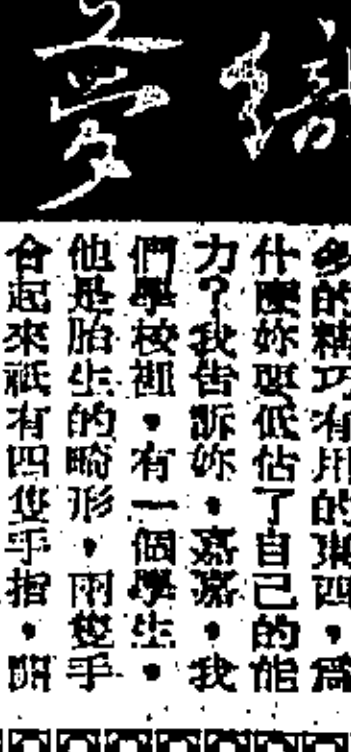 夢
多的精巧有用的東西，為
什麼妳要低估了自己的能
力？我告訴妳，嘉嘉，我
們學校裡，有一個學生，
他是胎生的畸形，兩隻手
合起來祇有四隻手指，開